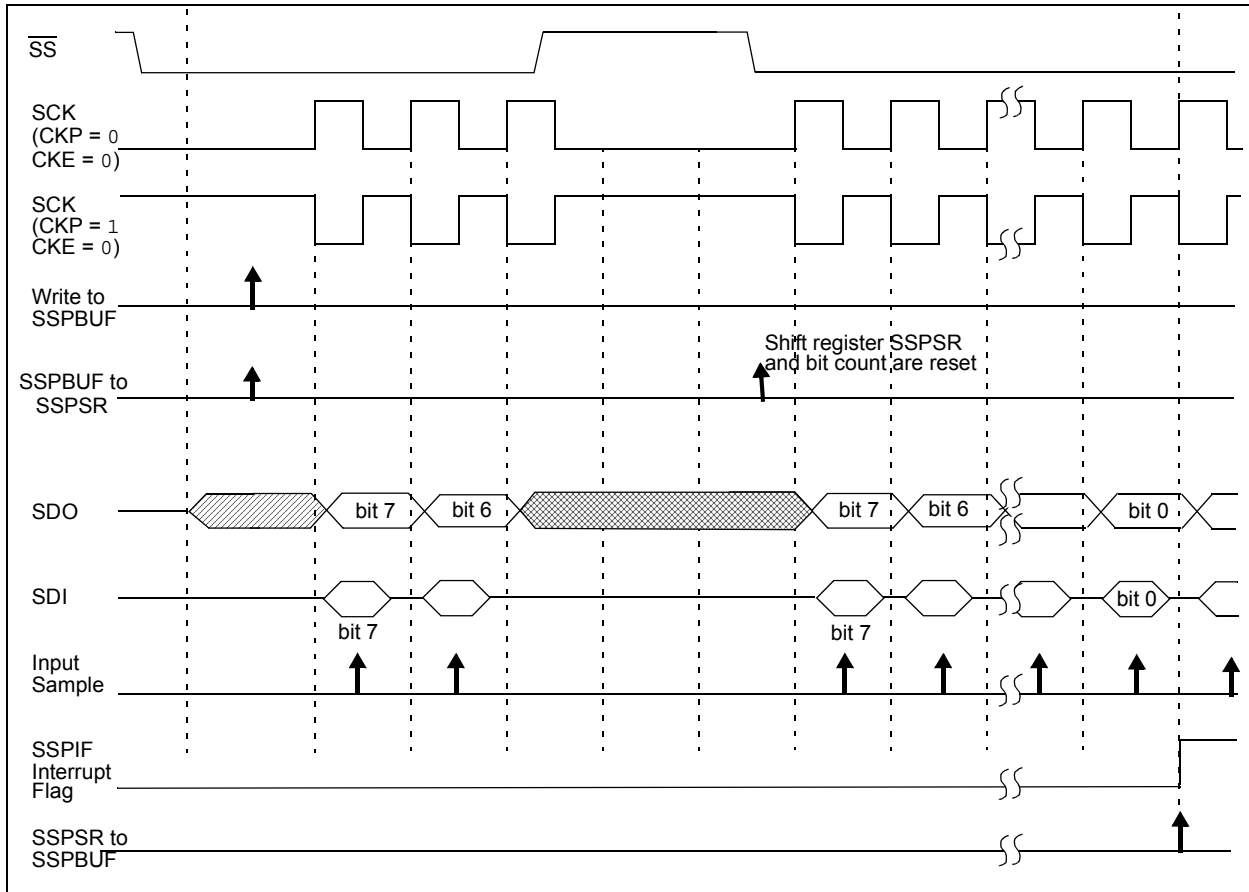 SS
SCK
(CKP = 0
CKE = 0)
SCK
(CKP = 1
CKE = 0)
Write to
SSPBUF
Shift register SSPSR
and bit count are reset
SSPBUF to
SSPSR
SDO
bit 7
bit 6
bit 7
bit 6
bit 0
SDI
bit 0
bit 7
bit 7
Input
Sample
SSPIF
Interrupt
Flag
SSPSR to
SSPBUF